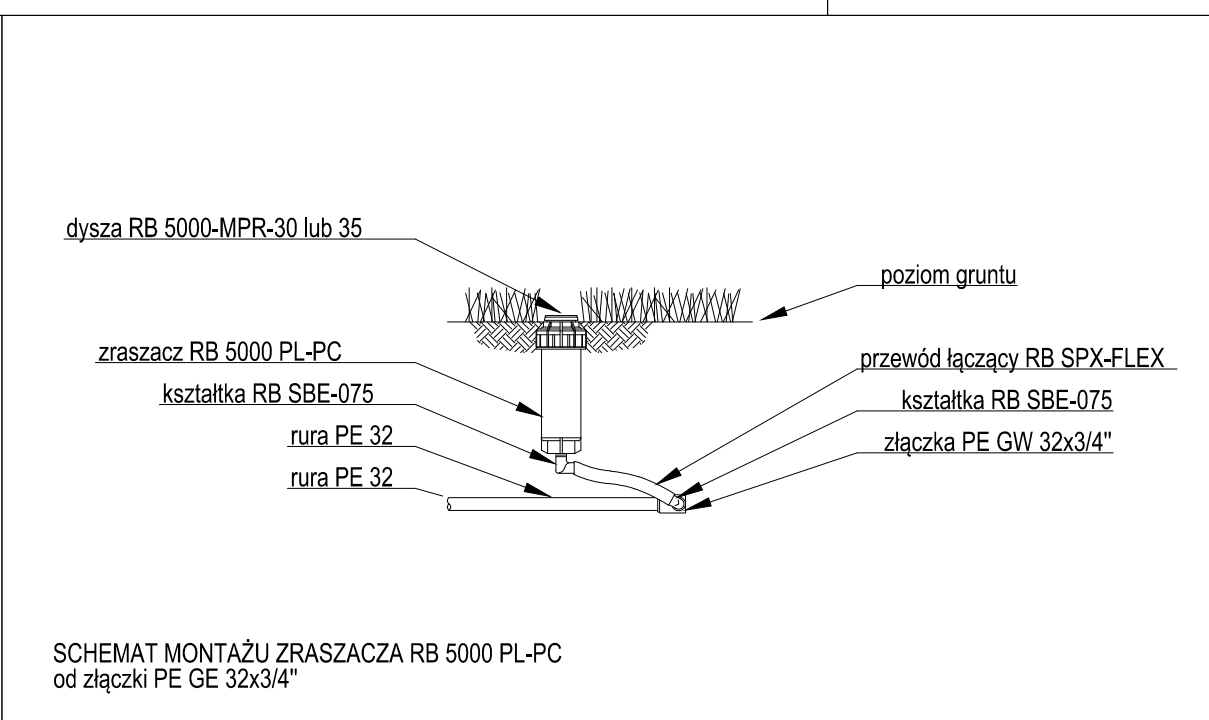 dysza RB 5000-MPR-30 lub 35
poziom gruntu
zraszacz RB 5000 PL-PC
przewód łączący RB SPX-FLEX
kształtka RB SBE-075
kształtka RB SBE-075
rura PE 32
złączka PE GW 32x3/4"
rura PE 32
SCHEMAT MONTAŻU ZRASZACZA RB 5000 PL-PC
od złączki PE GE 32x3/4"